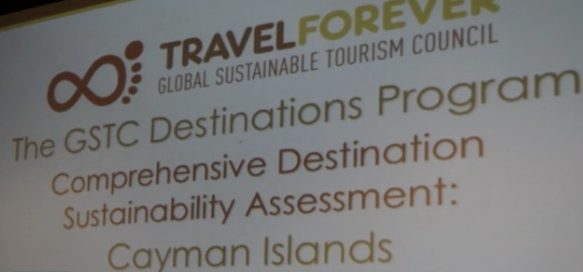 TRAVELFOREVER
GLOBAL SUSTAINABLE TOURISM COUNCIL
The GSTC Destinations Program
Comprehensive Destination
Sustainability Assessment:
Cayman Islands